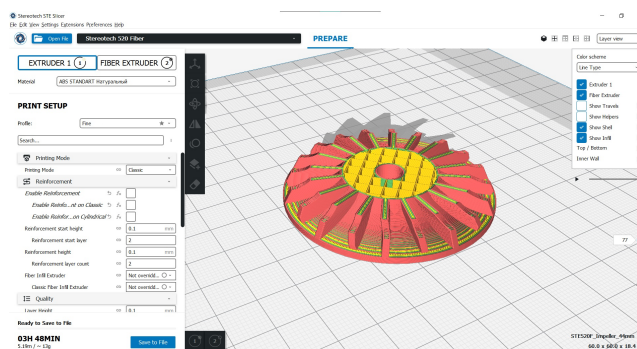 Stereotech STE Slicer
File Edit View Settings Extensions Preferences Help
Open File
Stereotech 520 Fiber
PREPARE
Layer view
EXTRUDER 1 1
FIBER EXTRUDER 2
Material
ABS STANDART Натуральный
PRINT SETUP
Profile:
Fine
Search...
Printing Mode
Printing Mode
Classic
Reinforcement
Enable Reinforcement
Enable Reinfo...nt on Classic
Enable Reinfor...on Cylindrical
Reinforcement start height
0.1 mm
Reinforcement start layer
2
Reinforcement height
0.1 mm
Reinforcement layer count
2
Fiber Infill Extruder
Not overridd...
Classic Fiber Infill Extruder
Not overridd...
Quality
Layer Height
0.1 mm
Ready to Save to File
03H 48MIN
5.19m / ~ 13g
Save to File
1
2
Color scheme
Line Type
Extruder 1
Fiber Extruder
Show Travels
Show Helpers
Show Shell
Show Infill
Top / Bottom
Inner Wall
77
STE520F_Impeller_44mm
60.0 x 60.0 x 18.4